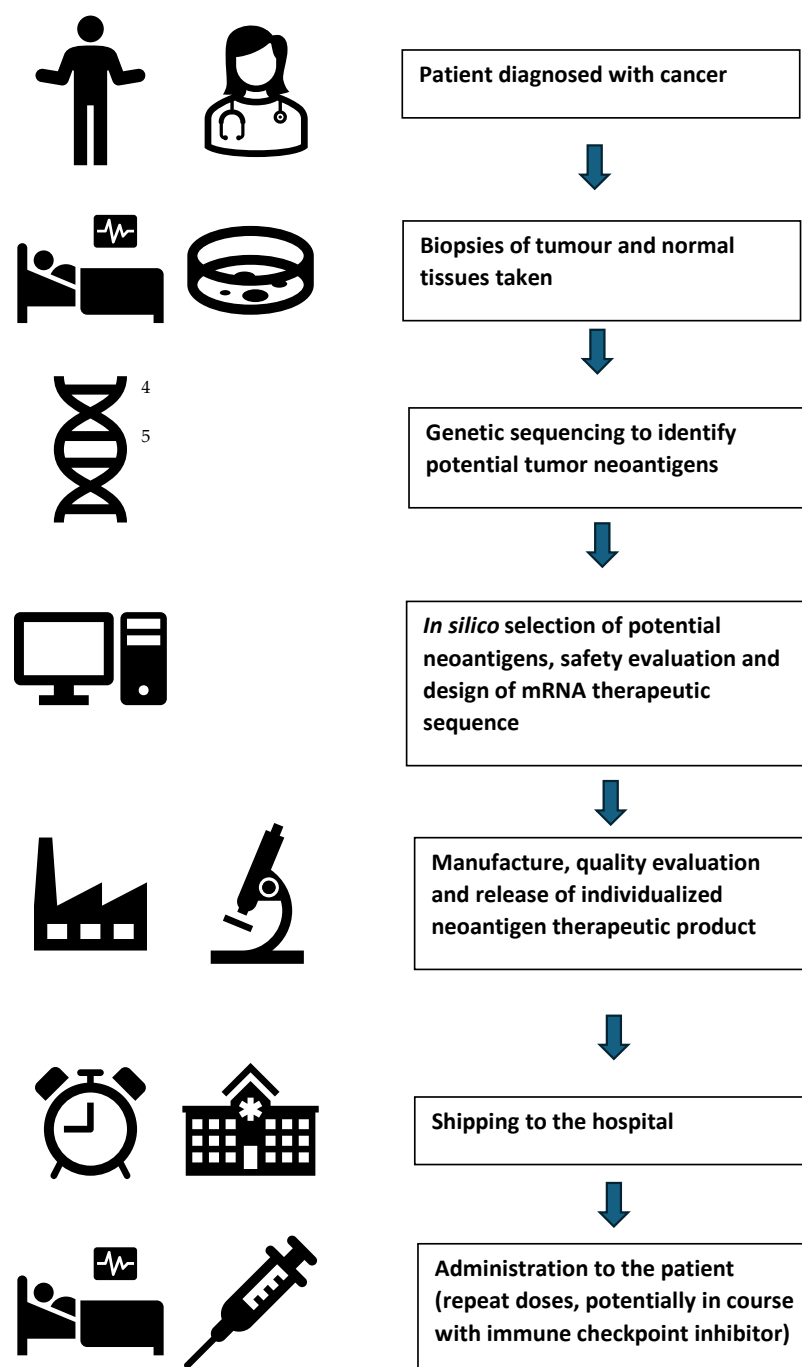 Patient diagnosed with cancer
Biopsies of tumour and normal
tissues taken
4
5
Genetic sequencing to identify
potential tumor neoantigens
In silico selection of potential
neoantigens, safety evaluation and
design of mRNA therapeutic
sequence
Manufacture, quality evaluation
and release of individualized
neoantigen therapeutic product
Shipping to the hospital
Administration to the patient
(repeat doses, potentially in course
with immune checkpoint inhibitor)